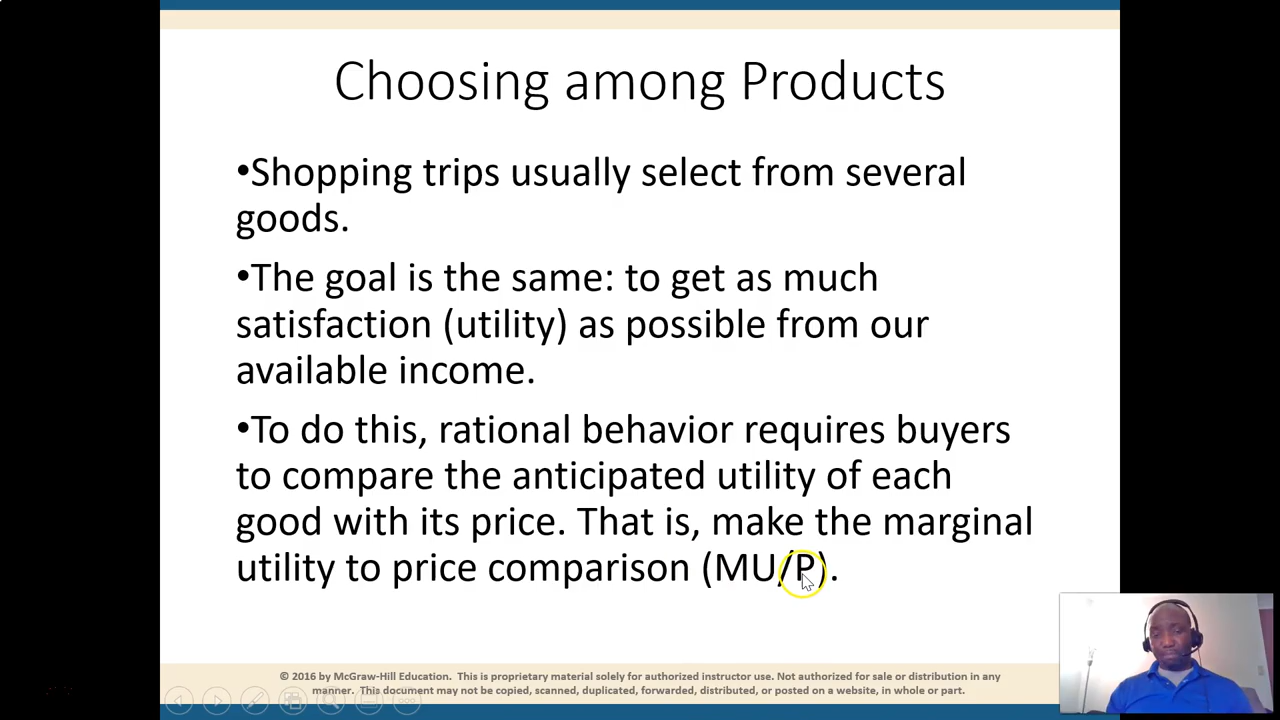 Choosing among Products
•Shopping trips usually select from several
goods.
•The goal is the same: to get as much
satisfaction (utility) as possible from our
available income.
•To do this, rational behavior requires buyers
to compare the anticipated utility of each
good with its price. That is, make the marginal
utility to price comparison (MU/P).
© 2016 by McGraw-Hill Education. This is proprietary material solely for authorized instructor use. Not authorized for sale or distribution in any
manner. This document may not be copied, scanned, duplicated, forwarded, distributed, or posted on a website, in whole or part.